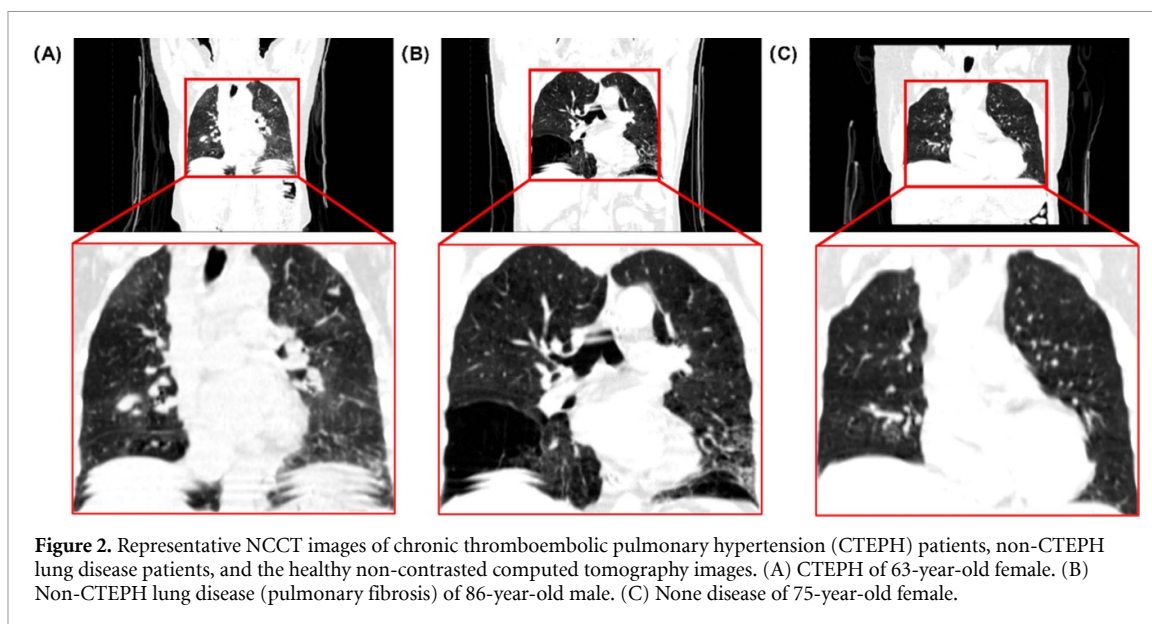 (A)
(B)
(C)
Figure 2. Representative NCCT images of chronic thromboembolic pulmonary hypertension (CTEPH) patients, non-CTEPH
lung disease patients, and the healthy non-contrasted computed tomography images. (A) CTEPH of 63-year-old female. (B)
Non-CTEPH lung disease (pulmonary fibrosis) of 86-year-old male. (C) None disease of 75-year-old female.